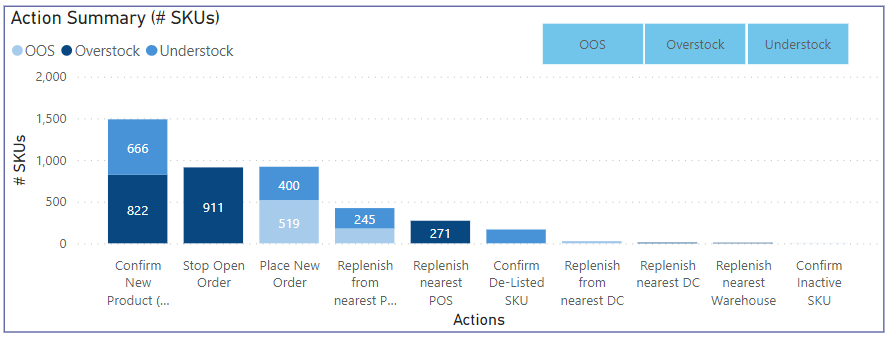 Action Summary (# SKUs)
OOS Overstock Understock
OOS Overstock Understock
2,000
1,500
1,000
500
0
# SKUs
666
822
911
400
519
245
271
Confirm
New
Product (...
Stop Open
Order
Place New
Order
Replenish
from
nearest P...
Replenish
nearest
POS
Confirm
De-Listed
SKU
Replenish
from
nearest DC
Replenish
nearest DC
Replenish
nearest
Warehouse
Confirm
Inactive
SKU
Actions